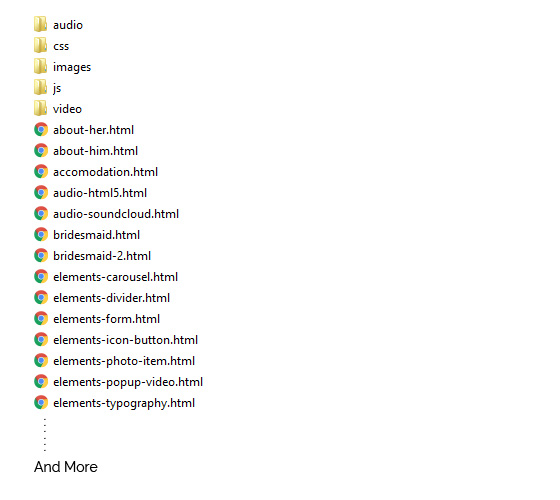 audio
css
images
js
video
about-her.html
about-him.html
accomodation.html
audio-html5.html
audio-soundcloud.html
bridesmaid.html
bridesmaid-2.html
elements-carousel.html
elements-divider.html
elements-form.html
elements-icon-button.html
elements-photo-item.html
elements-popup-video.html
elements-typography.html
And More